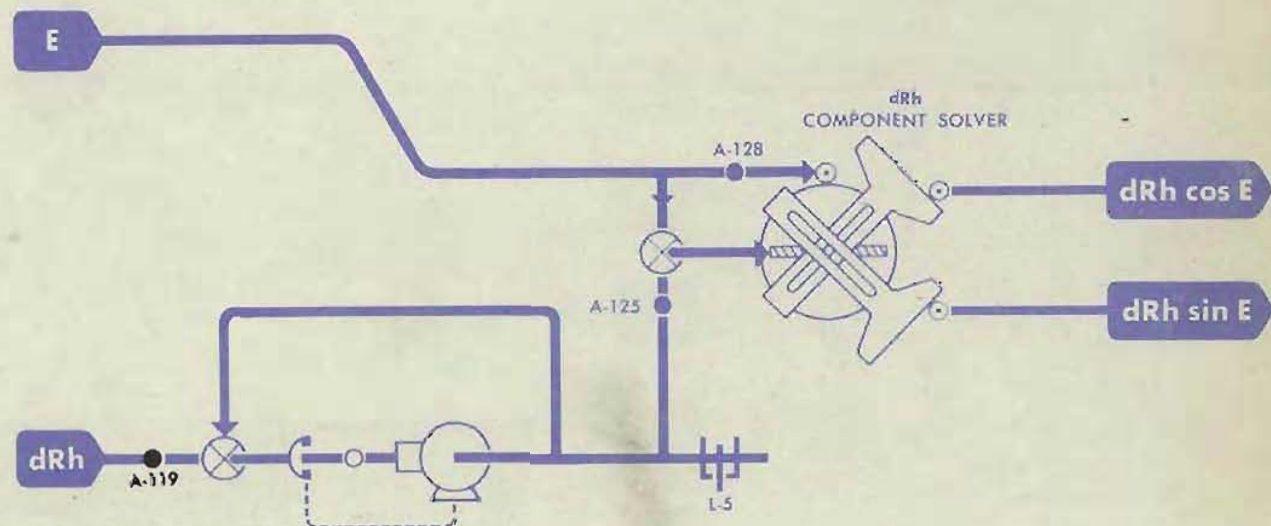 E
dRh
COMPONENT SOLVER
A-128
dRh cos E
A-125
dRh sin E
dRh
A-119
L-5